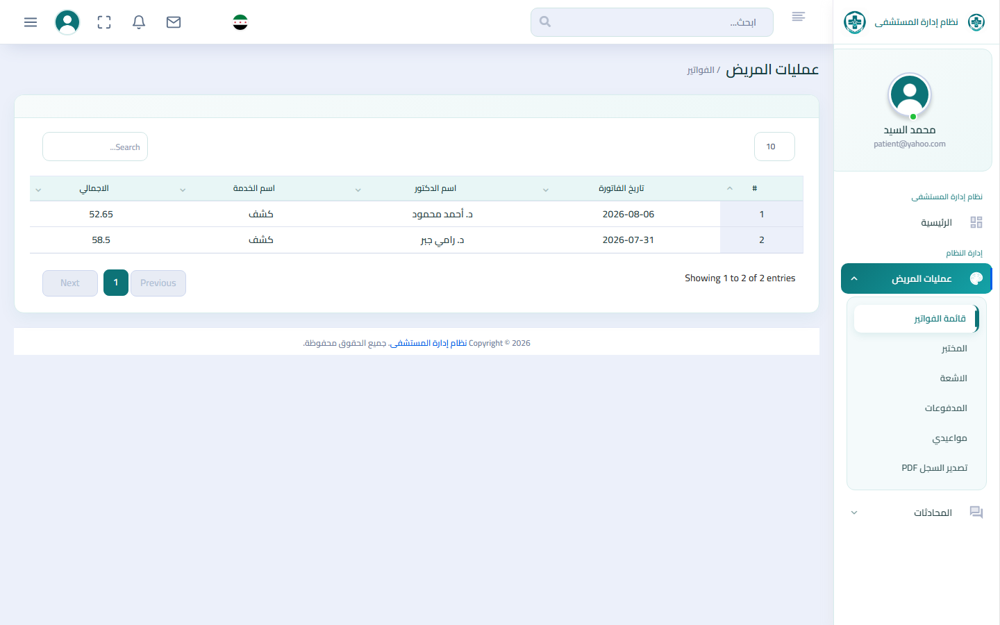 نظام إدارة المستشفى
ابحث...
محمد السيد
patient@yahoo.com
نظام إدارة المستشفى
الرئيسية
إدارة النظام
عمليات المريض
قائمة الفواتير
المختبر
الاشعة
المدفوعات
مواعيدي
تصدير السجل PDF
المحادثات
عمليات المريض / الفواتير
10
Search...
# تاريخ الفاتورة اسم الدكتور اسم الخدمة الاجمالي
1 2026-08-06 د. أحمد محمود كشف 52.65
2 2026-07-31 د. رامي جبر كشف 58.5
Showing 1 to 2 of 2 entries
Previous 1 Next
Copyright © 2026 نظام إدارة المستشفى. جميع الحقوق محفوظة.